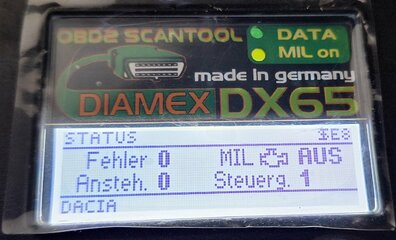 OBD2 SCANTOOL
DATA
MIL on
made in germany
DIAMEX DX65
STATUS
Fehler 0 MIL AUS
Ansteh. 0 Steuerg. 1
DACIA